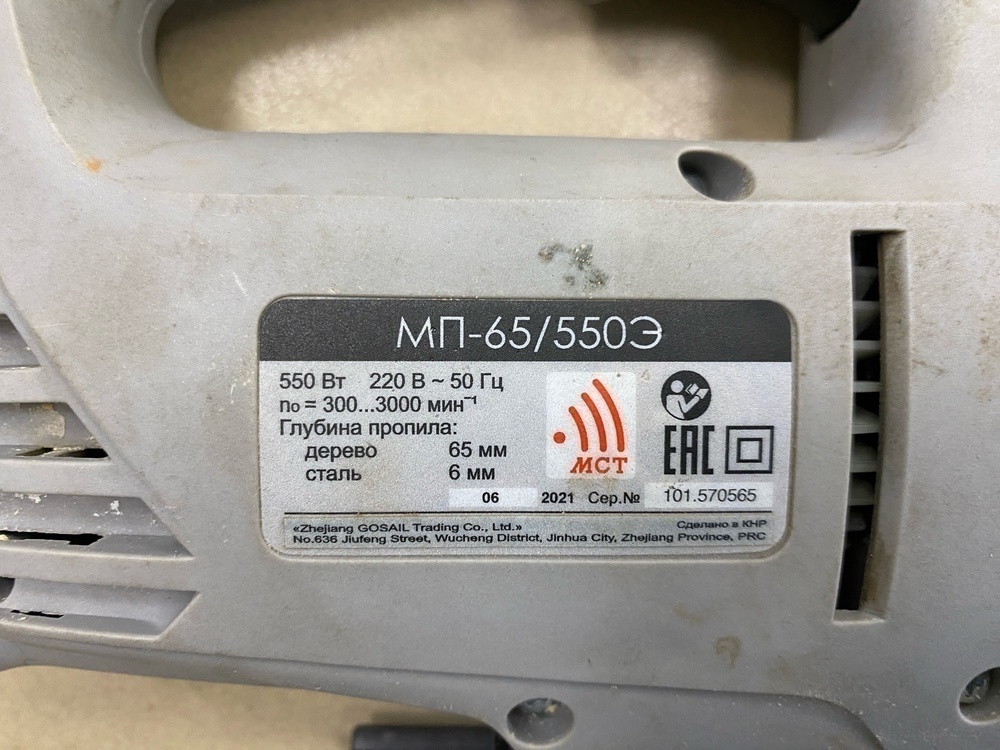 МП-65/550Э
550 Вт 220 В ~ 50 Гц
no = 300...3000 мин⁻¹
Глубина пропила:
дерево 65 мм
сталь 6 мм
МСТ
ЕАС
06 2021 Сер.№ 101.570565
«Zhejiang GOSAIL Trading Co., Ltd.» Сделано в КНР
No.636 Jiufeng Street, Wucheng District, Jinhua City, Zhejiang Province, PRC